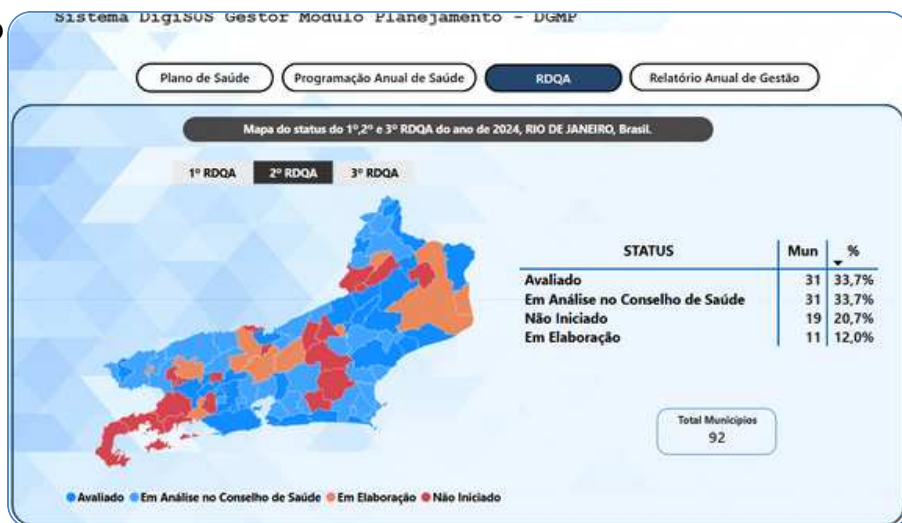 Sistema DigiSUS Gestor Módulo Planejamento - DGMP
Plano de Saúde
Programação Anual de Saúde
RDQA
Relatório Anual de Gestão
Mapa do status do 1º,2º e 3º RDQA do ano de 2024, RIO DE JANEIRO, Brasil.
1º RDQA 2º RDQA 3º RDQA
STATUS Mun %
Avaliado 31 33,7%
Em Análise no Conselho de Saúde 31 33,7%
Não Iniciado 19 20,7%
Em Elaboração 11 12,0%
Total Municípios
92
Avaliado Em Análise no Conselho de Saúde Em Elaboração Não Iniciado